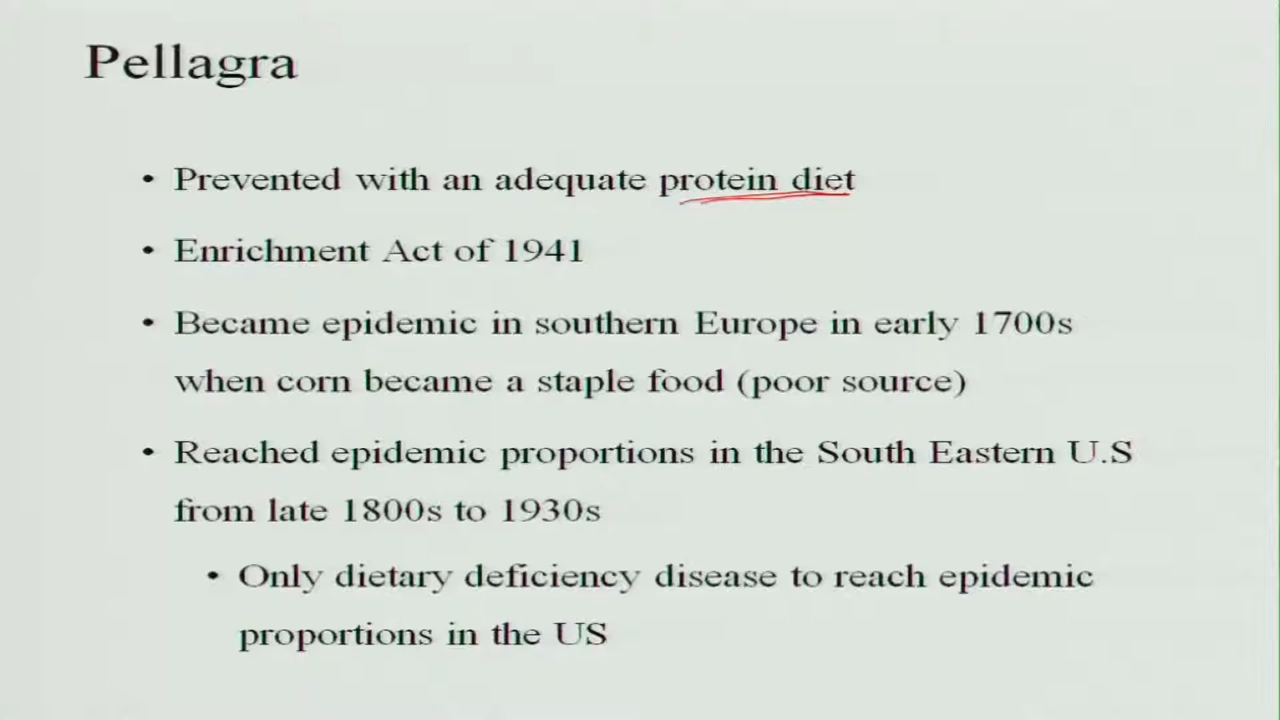 Pellagra
• Prevented with an adequate protein diet
• Enrichment Act of 1941
• Became epidemic in southern Europe in early 1700s
when corn became a staple food (poor source)
• Reached epidemic proportions in the South Eastern U.S
from late 1800s to 1930s
• Only dietary deficiency disease to reach epidemic
proportions in the US